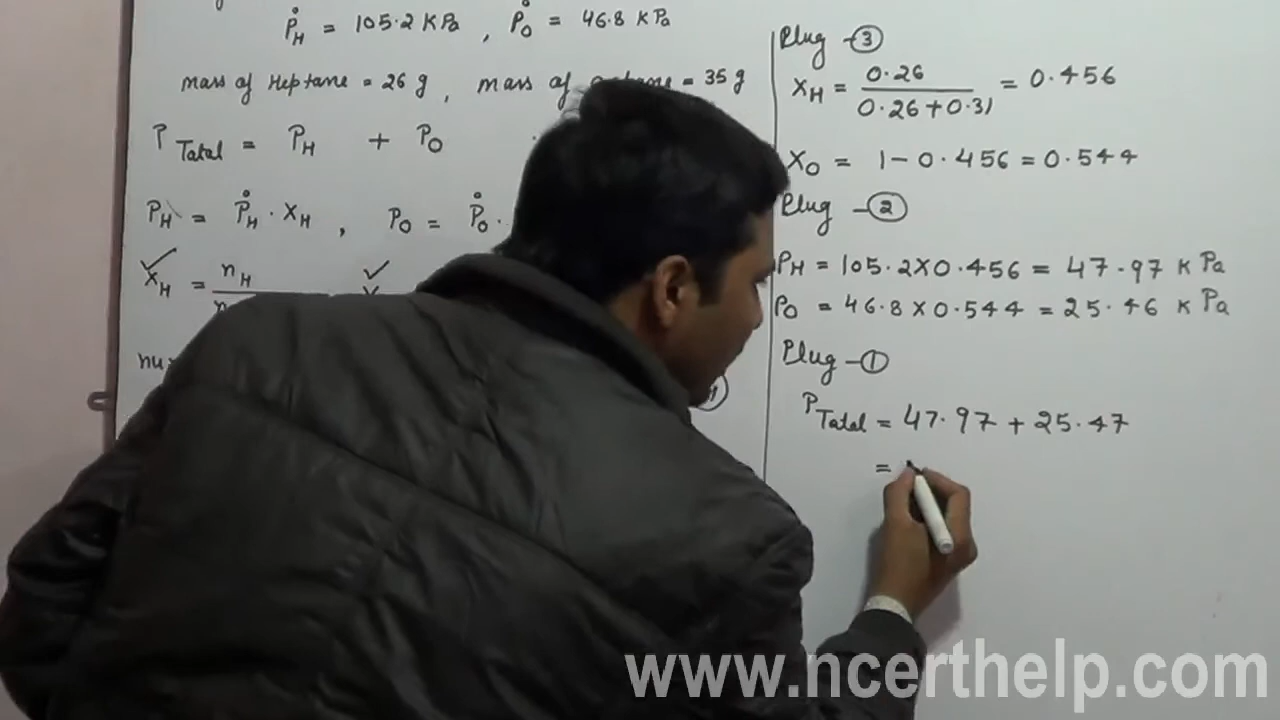 P̊H = 105.2 KPa , P̊O = 46.8 KPa
mass of Heptane = 26 g , mass of = 35 g
P Total = PH + PO
PH = P̊H · XH , PO = P̊O ·
XH = nH
Plug - 3
XH = 0.26 / 0.26 + 0.31 = 0.456
XO = 1 - 0.456 = 0.544
Plug - 2
PH = 105.2 X 0.456 = 47.97 K Pa
PO = 46.8 X 0.544 = 25.46 K Pa
Plug - 1
P Total = 47.97 + 25.47
=
www.ncerthelp.com